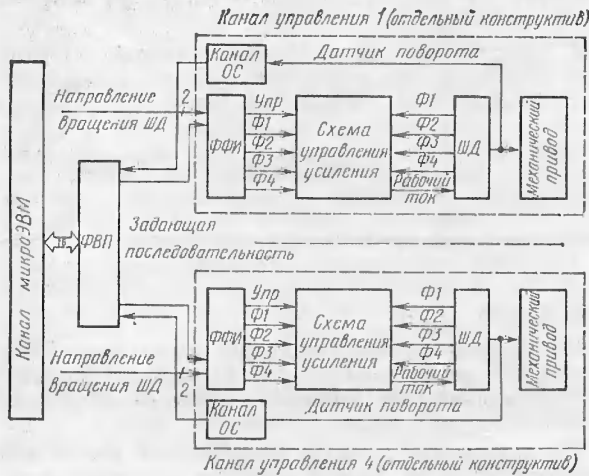 Канал управления 1 (отдельный конструктив)
Канал ОС
Датчик поворота
Канал микроЭВМ
Направление вращения ШД
2
ФФИ
Упр
Ф1
Ф2
Ф3
Ф4
Схема управления усиления
Ф1
Ф2
Ф3
Ф4
Рабочий ток
ШД
Механический привод
16
ФВП
Задающая последовательность
Направление вращения ШД
2
ФФИ
Упр
Ф1
Ф2
Ф3
Ф4
Схема управления усиления
Ф1
Ф2
Ф3
Ф4
Рабочий ток
ШД
Механический привод
Канал ОС
Датчик поворота
Канал управления 4 (отдельный конструктив)